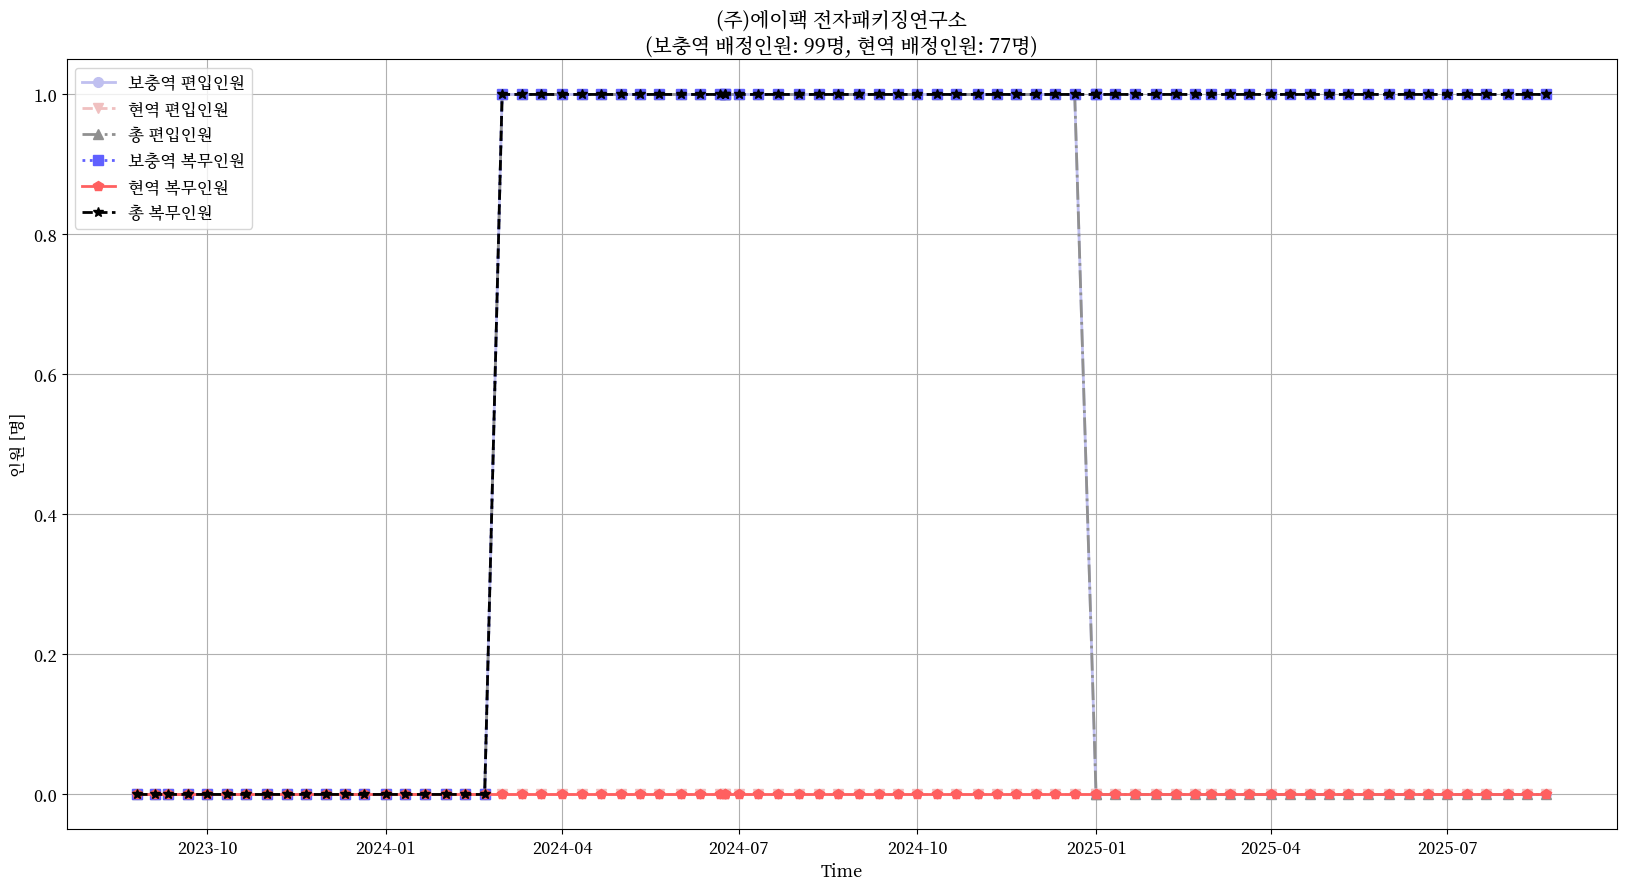 (주)에이팩 전자패키징연구소
(보충역 배정인원: 99명, 현역 배정인원: 77명)
보충역 편입인원
현역 편입인원
총 편입인원
보충역 복무인원
현역 복무인원
총 복무인원
1.0
0.8
0.6
0.4
0.2
0.0
인원 [명]
2023-10
2024-01
2024-04
2024-07
2024-10
2025-01
2025-04
2025-07
Time